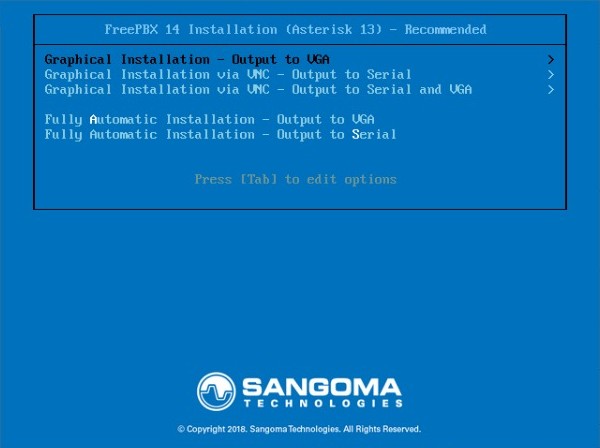 FreePBX 14 Installation (Asterisk 13) - Recommended
Graphical Installation - Output to VGA >
Graphical Installation via VNC - Output to Serial >
Graphical Installation via VNC - Output to Serial and VGA >
Fully Automatic Installation - Output to VGA
Fully Automatic Installation - Output to Serial
Press [Tab] to edit options
SANGOMA
TECHNOLOGIES
© Copyright 2018. Sangoma Technologies. All Rights Reserved.